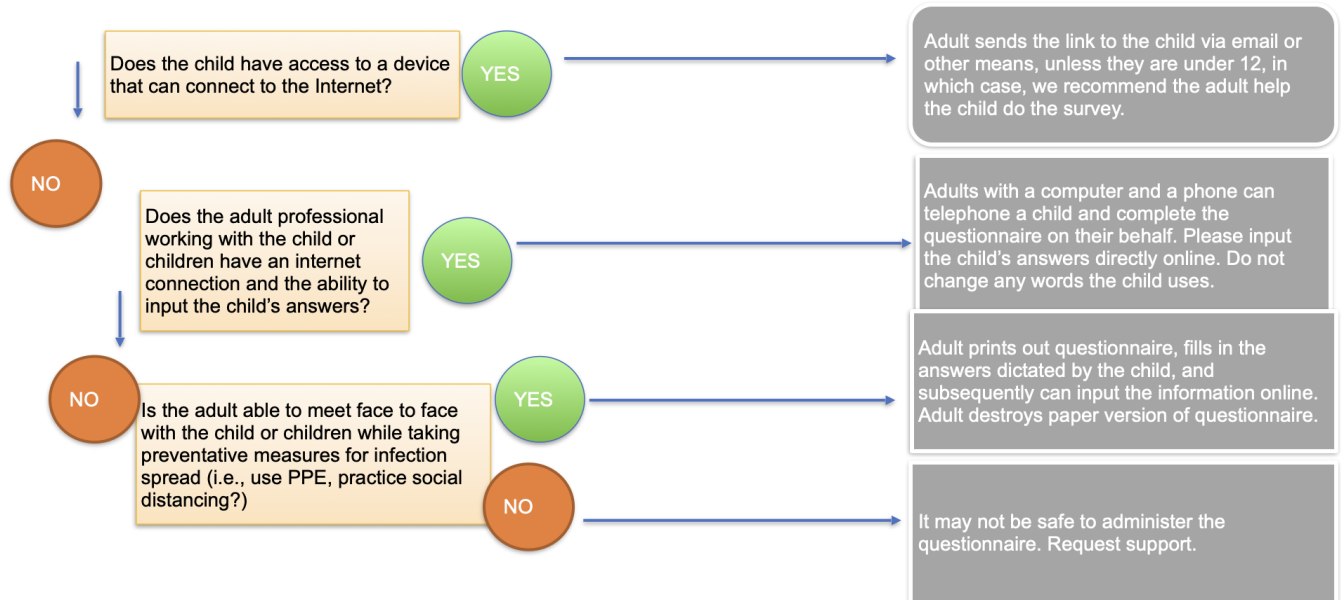 Does the child have access to a device
that can connect to the Internet?
YES
Adult sends the link to the child via email or
other means, unless they are under 12, in
which case, we recommend the adult help
the child do the survey.
NO
Does the adult professional
working with the child or
children have an internet
connection and the ability to
input the child’s answers?
YES
Adults with a computer and a phone can
telephone a child and complete the
questionnaire on their behalf. Please input
the child’s answers directly online. Do not
change any words the child uses.
NO
Is the adult able to meet face to face
with the child or children while taking
preventative measures for infection
spread (i.e., use PPE, practice social
distancing?)
YES
Adult prints out questionnaire, fills in the
answers dictated by the child, and
subsequently can input the information online.
Adult destroys paper version of questionnaire.
NO
It may not be safe to administer the
questionnaire. Request support.